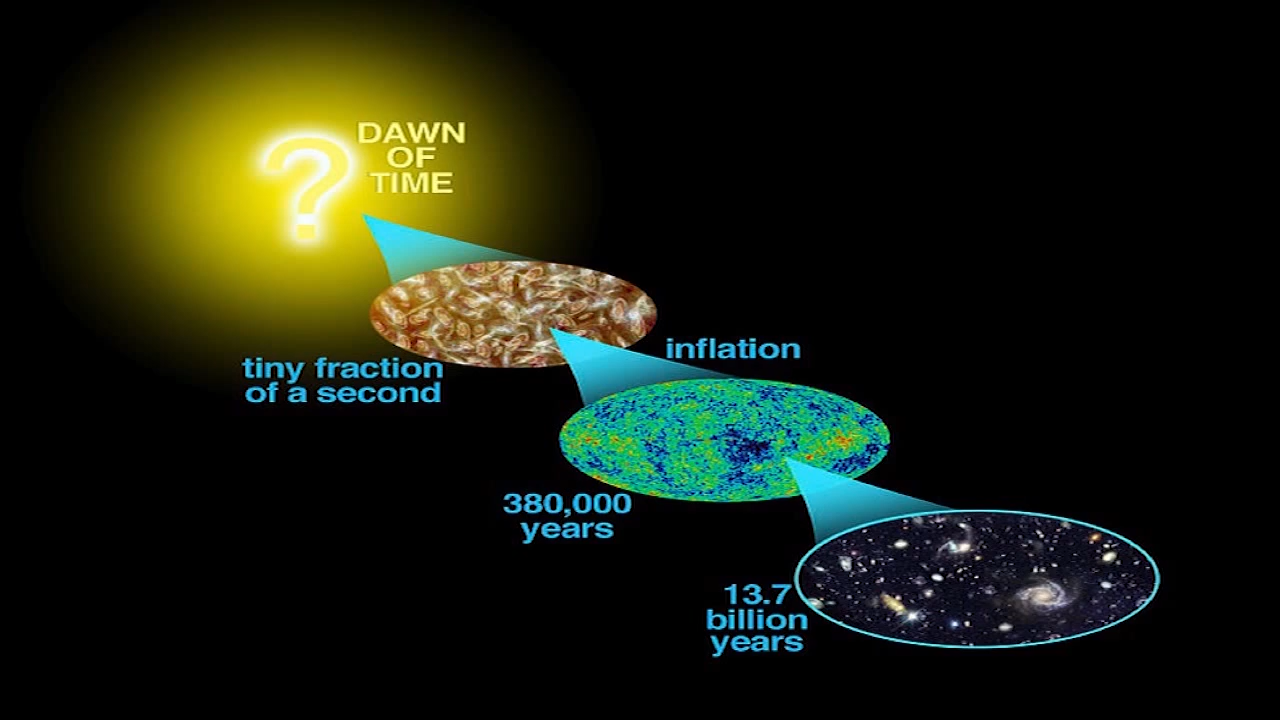 ?
DAWN
OF
TIME
inflation
tiny fraction
of a second
380,000
years
13.7
billion
years